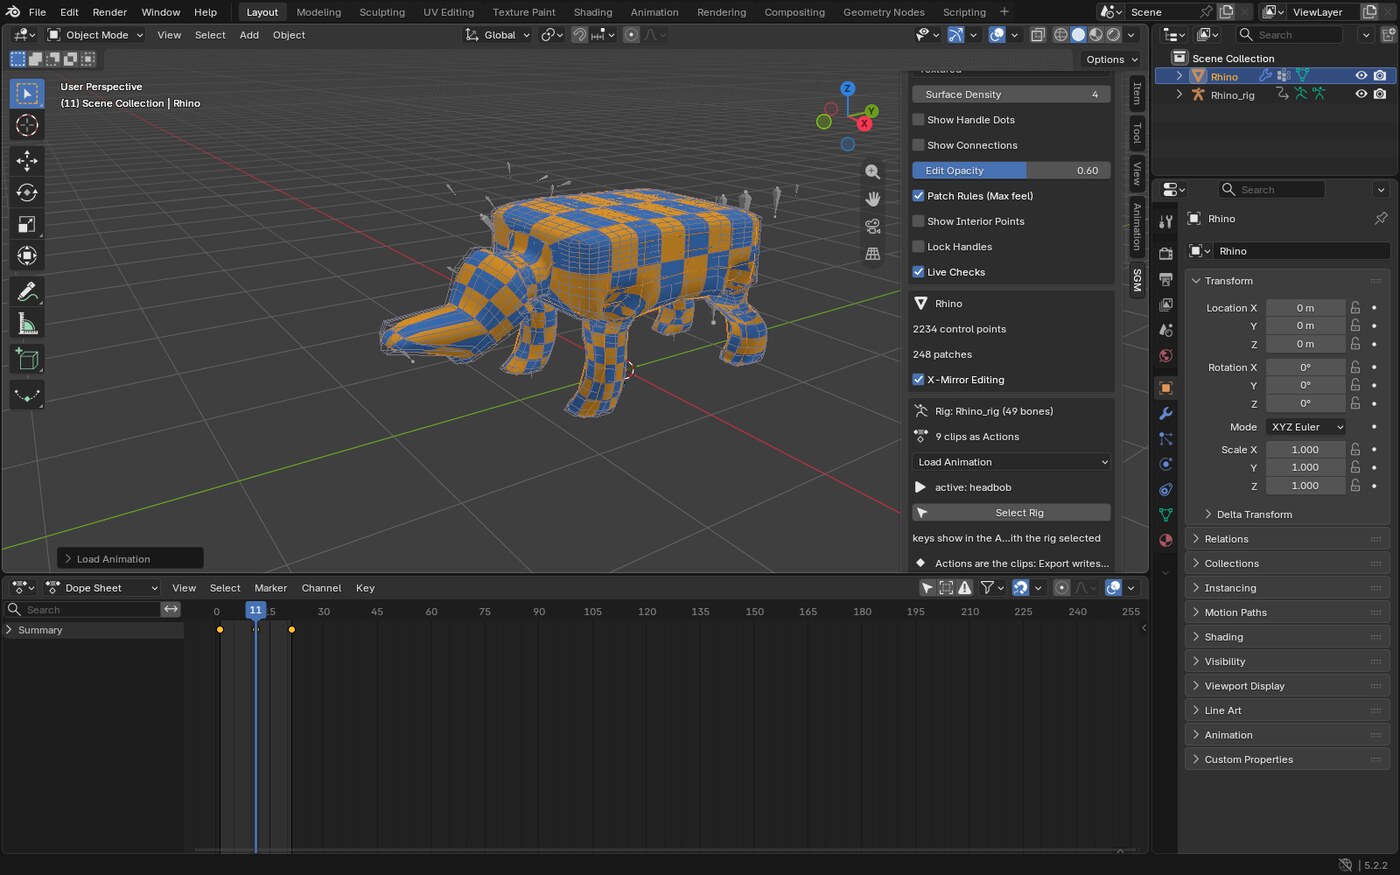 File Edit Render Window Help Layout Modeling Sculpting UV Editing Texture Paint Shading Animation Rendering Compositing Geometry Nodes Scripting + Scene ViewLayer
Object Mode View Select Add Object Global
Options
User Perspective
(11) Scene Collection | Rhino
Z
Y
X
Surface Density 4
Show Handle Dots
Show Connections
Edit Opacity 0.60
Patch Rules (Max feel)
Show Interior Points
Lock Handles
Live Checks
Rhino
2234 control points
248 patches
X-Mirror Editing
Rig: Rhino_rig (49 bones)
9 clips as Actions
Load Animation
active: headbob
Select Rig
keys show in the A...ith the rig selected
Actions are the clips: Export writes...
Item
Tool
View
Animation
SGM
Load Animation
Search
Scene Collection
Rhino
Rhino_rig
Search
Rhino
Rhino
Transform
Location X 0 m
Y 0 m
Z 0 m
Rotation X 0°
Y 0°
Z 0°
Mode XYZ Euler
Scale X 1.000
Y 1.000
Z 1.000
Delta Transform
Relations
Collections
Instancing
Motion Paths
Shading
Visibility
Viewport Display
Line Art
Animation
Custom Properties
Dope Sheet View Select Marker Channel Key
Search
0 11 30 45 60 75 90 105 120 135 150 165 180 195 210 225 240 255
Summary
5.2.2